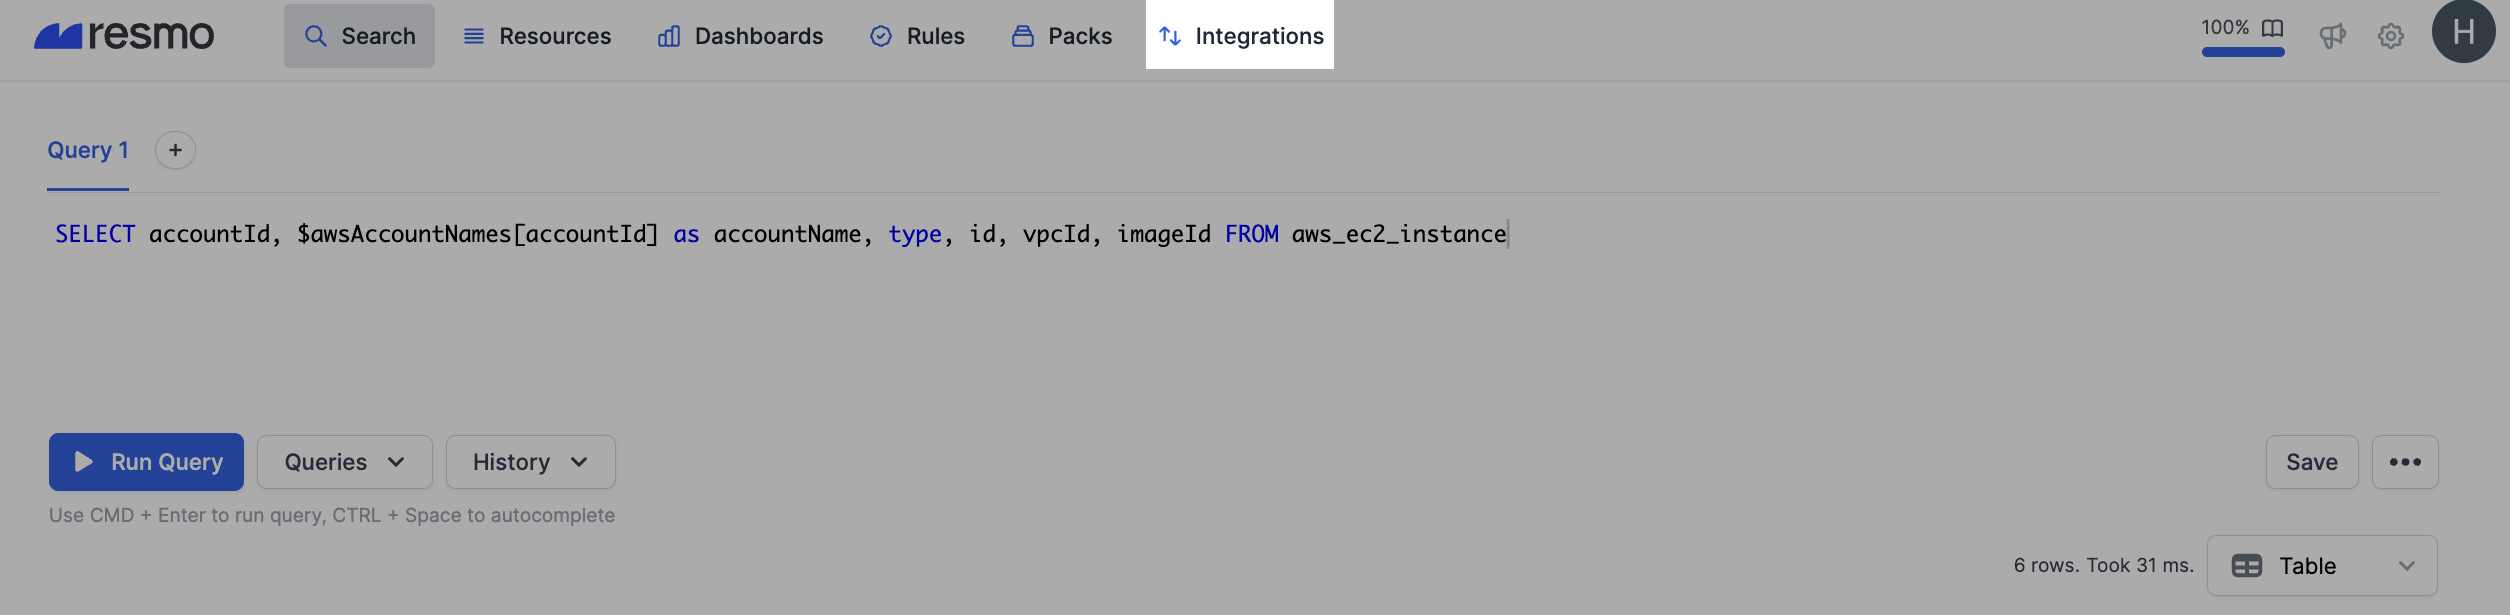 resmo Search Resources Dashboards Rules Packs Integrations 100% H
Query 1 +
SELECT accountId, $awsAccountNames[accountId] as accountName, type, id, vpcId, imageId FROM aws_ec2_instance
Run Query Queries History Save
Use CMD + Enter to run query, CTRL + Space to autocomplete
6 rows. Took 31 ms. Table